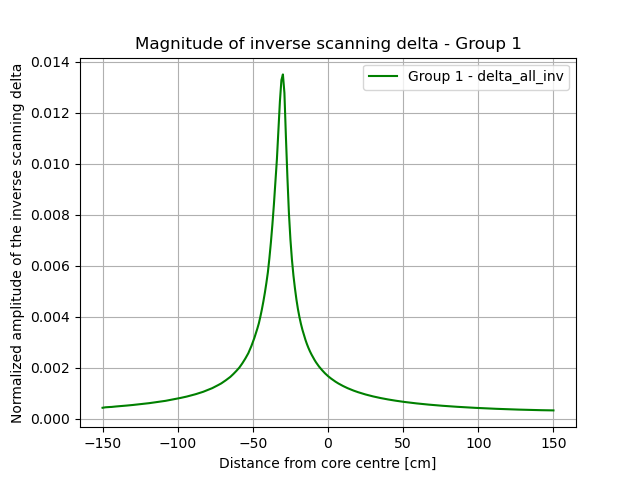 Magnitude of inverse scanning delta - Group 1
Group 1 - delta_all_inv
Normalized amplitude of the inverse scanning delta
0.014
0.012
0.010
0.008
0.006
0.004
0.002
0.000
−150 −100 −50 0 50 100 150
Distance from core centre [cm]